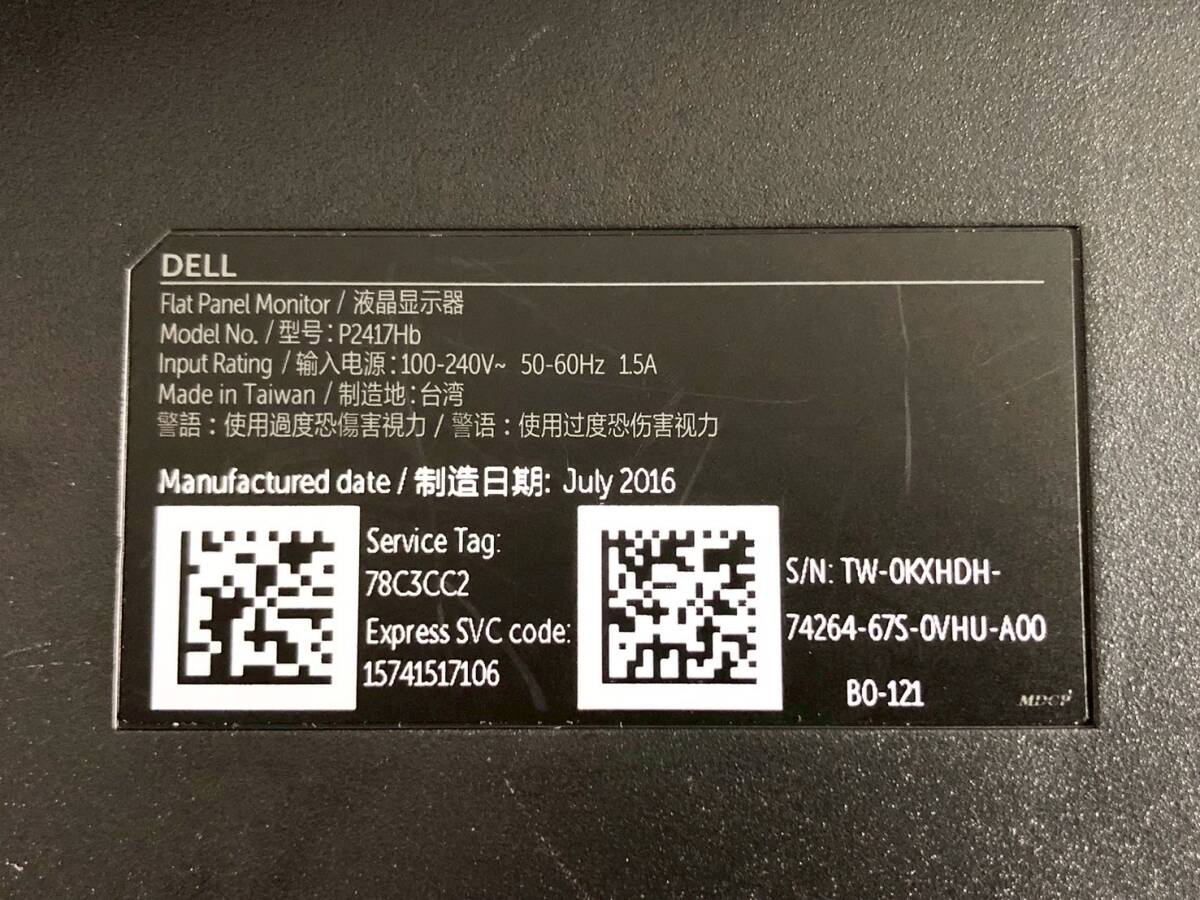 DELL
Flat Panel Monitor / 液晶显示器
Model No. / 型号: P2417Hb
Input Rating / 输入电源: 100-240V~ 50-60Hz 1.5A
Made in Taiwan / 制造地: 台湾
警語：使用過度恐傷害視力 / 警语：使用过度恐伤害视力
Manufactured date / 制造日期: July 2016
Service Tag:
78C3CC2
Express SVC code:
15741517106
S/N: TW-0KXHDH-
74264-67S-0VHU-A00
B0-121
MDCP